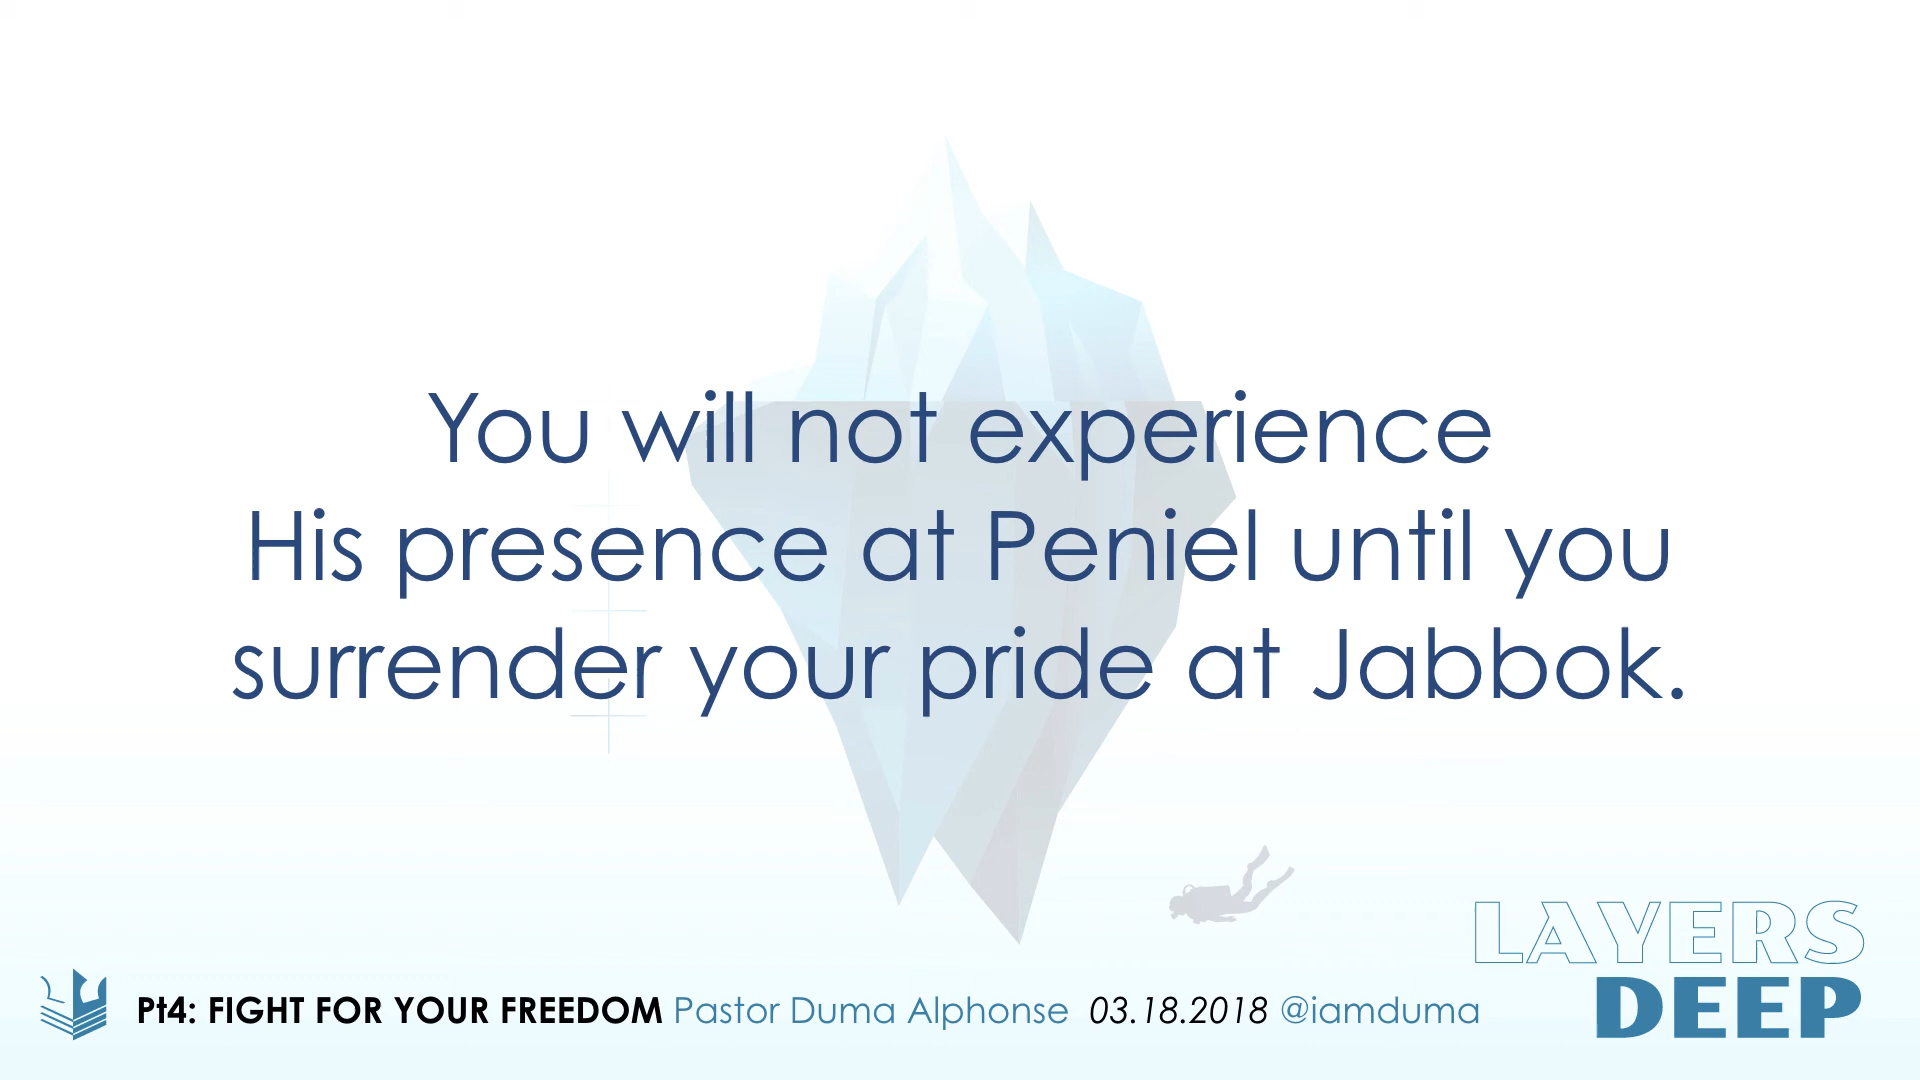 You will not experience
His presence at Peniel until you
surrender your pride at Jabbok.
LAYERS
DEEP
Pt4: FIGHT FOR YOUR FREEDOM Pastor Duma Alphonse 03.18.2018 @iamduma